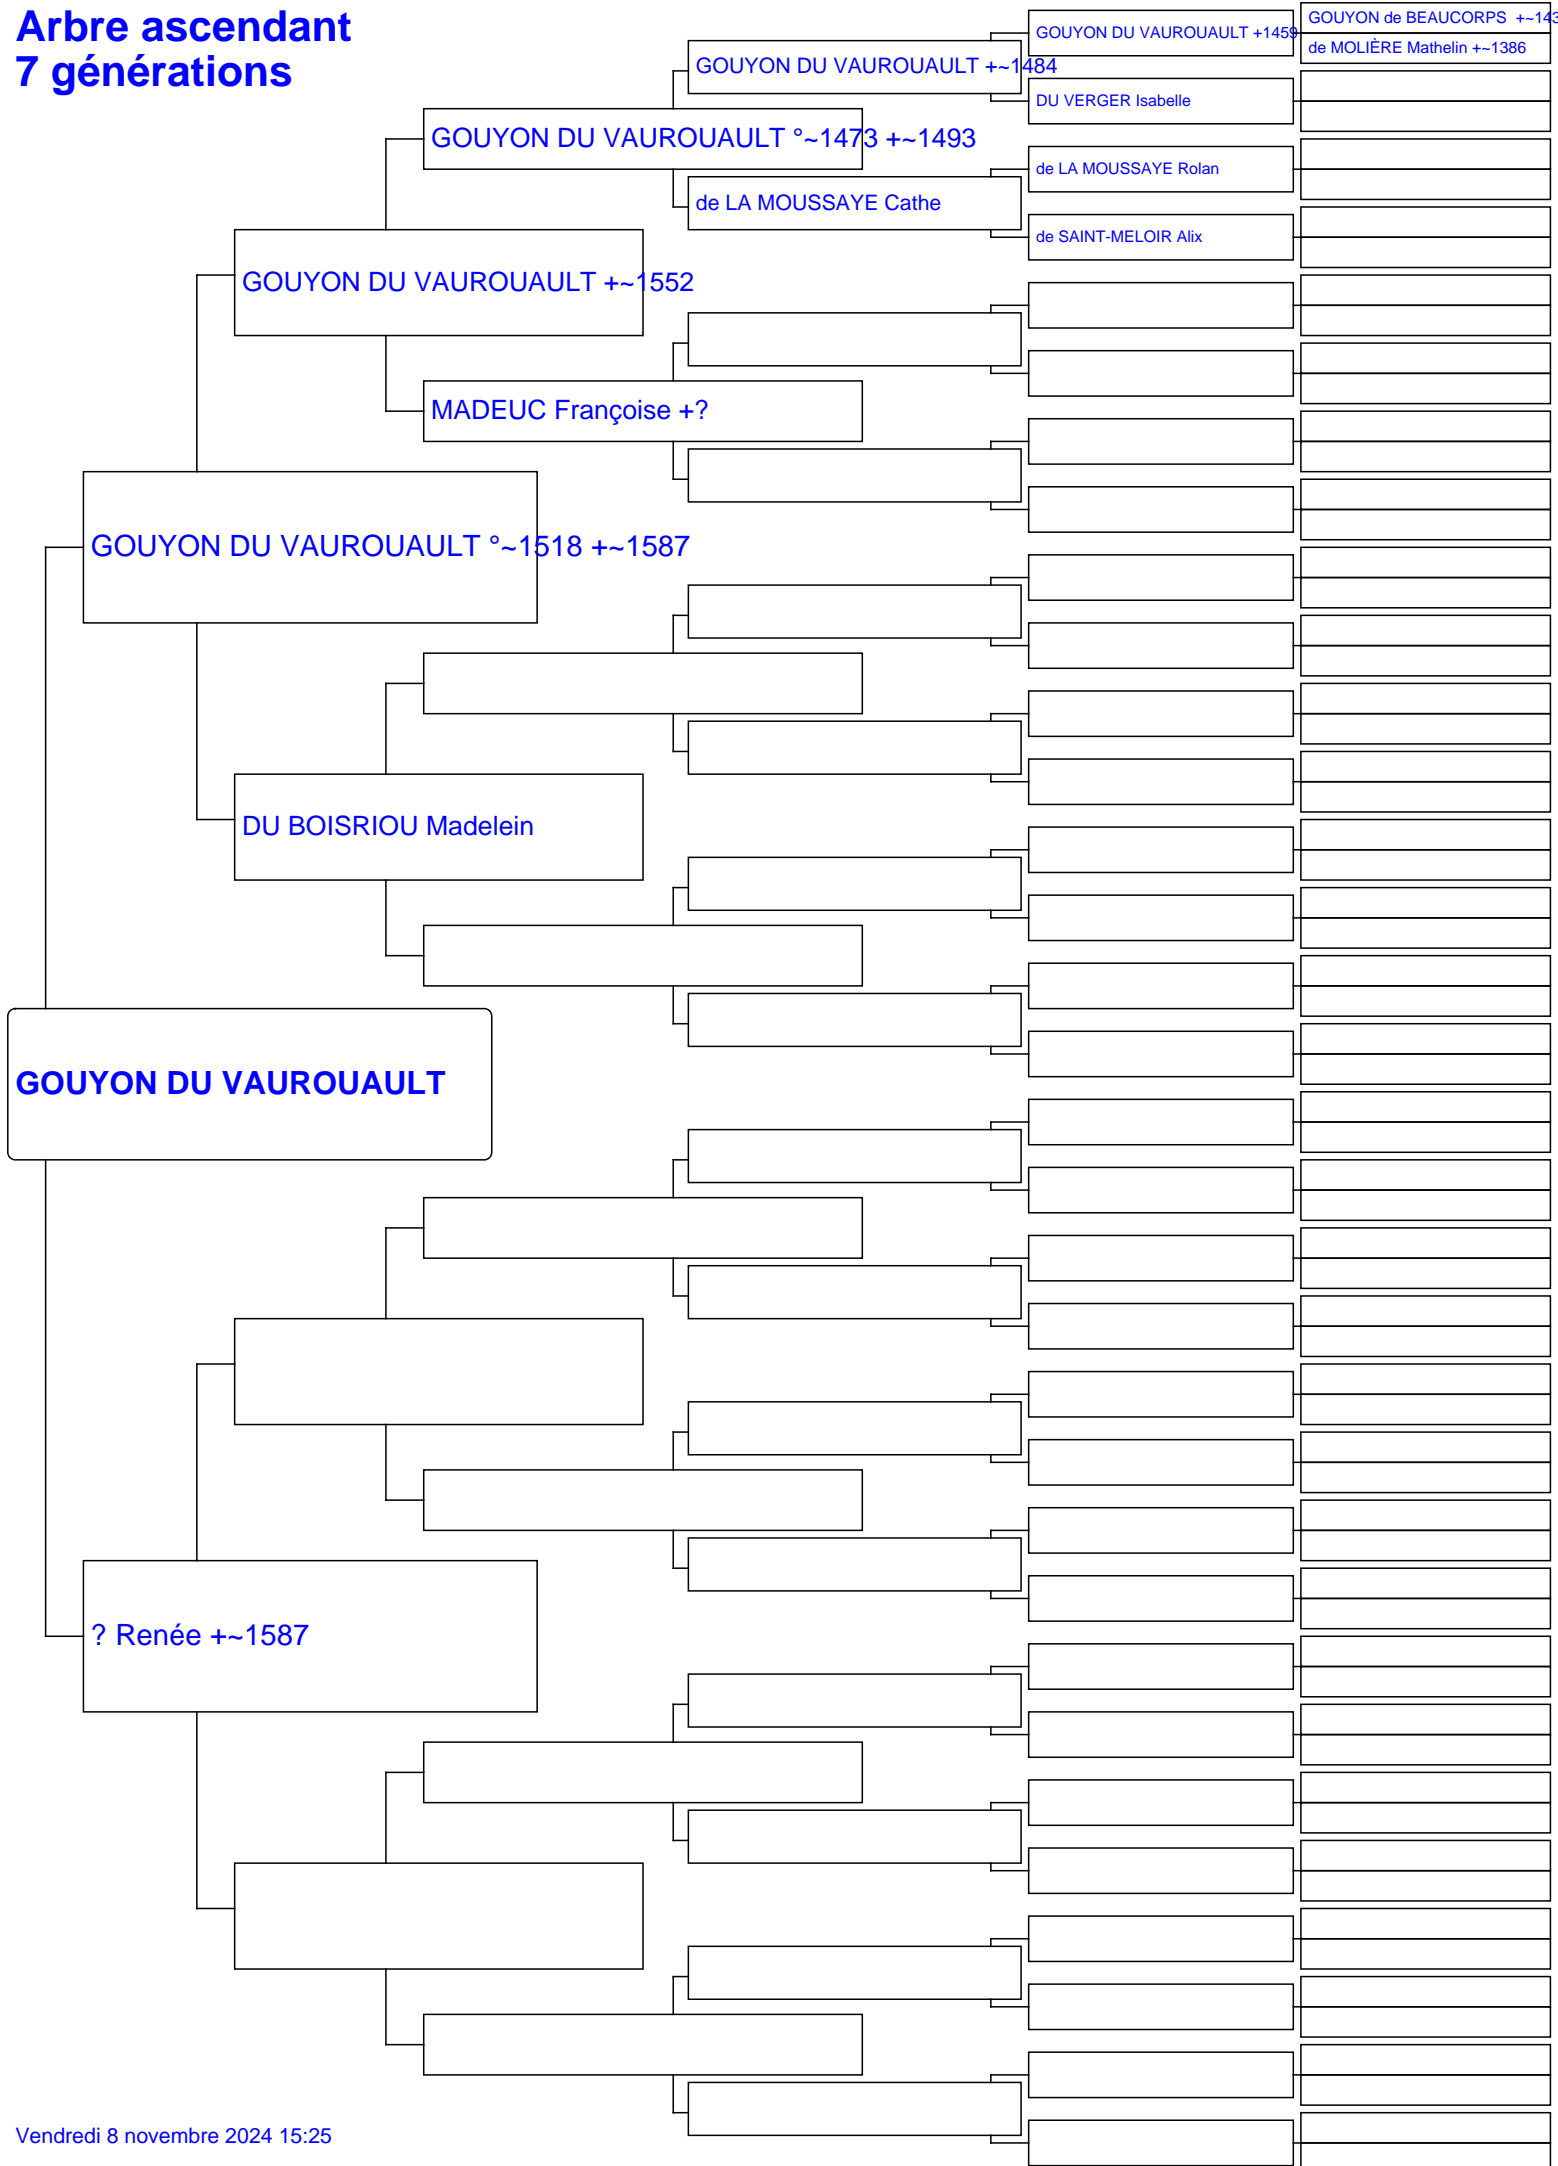 Arbre ascendant
7 générations
GOUYON DU VAUROUAULT +1459
GOUYON de BEAUCORPS +~143
de MOLIÈRE Mathelin +~1386
GOUYON DU VAUROUAULT +~1484
DU VERGER Isabelle
GOUYON DU VAUROUAULT °~1473 +~1493
de LA MOUSSAYE Rolan
de LA MOUSSAYE Cathe
de SAINT-MELOIR Alix
GOUYON DU VAUROUAULT +~1552
MADEUC Françoise +?
GOUYON DU VAUROUAULT °~1518 +~1587
DU BOISRIOU Madelein
GOUYON DU VAUROUAULT
? Renée +~1587
Vendredi 8 novembre 2024 15:25